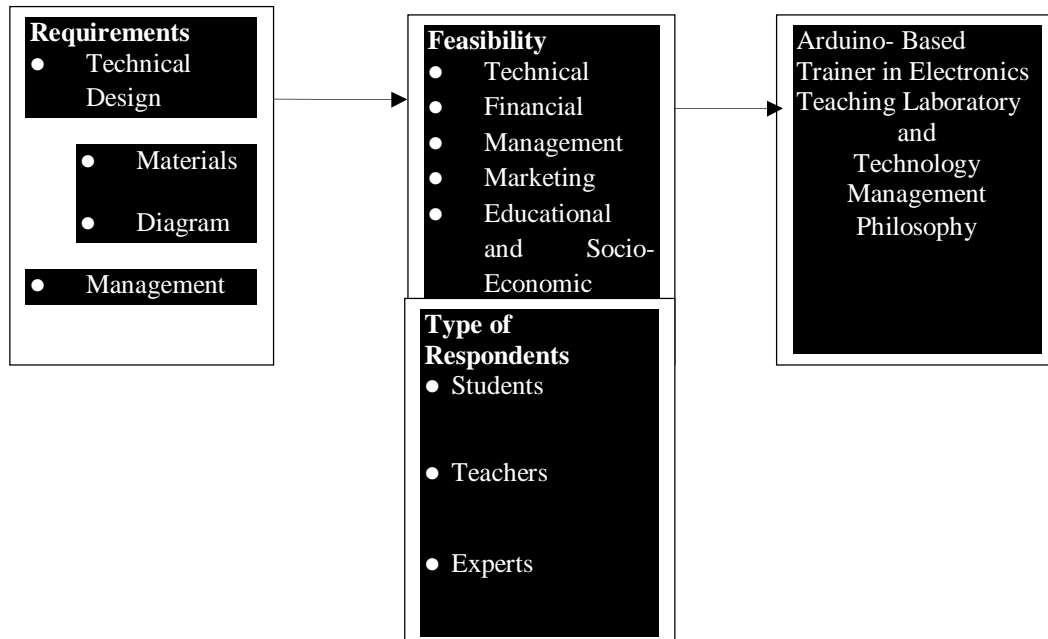 Requirements
● Technical
Design
● Materials
● Diagram
● Management
Feasibility
● Technical
● Financial
● Management
● Marketing
● Educational
and Socio-
Economic
Type of
Respondents
● Students
● Teachers
● Experts
Arduino- Based
Trainer in Electronics
Teaching Laboratory
and
Technology
Management
Philosophy